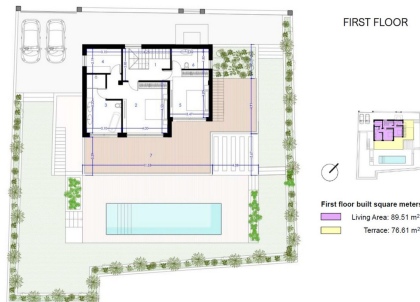 FIRST FLOOR
First floor built square meters
Living Area: 89.51 m²
Terrace: 76.61 m²